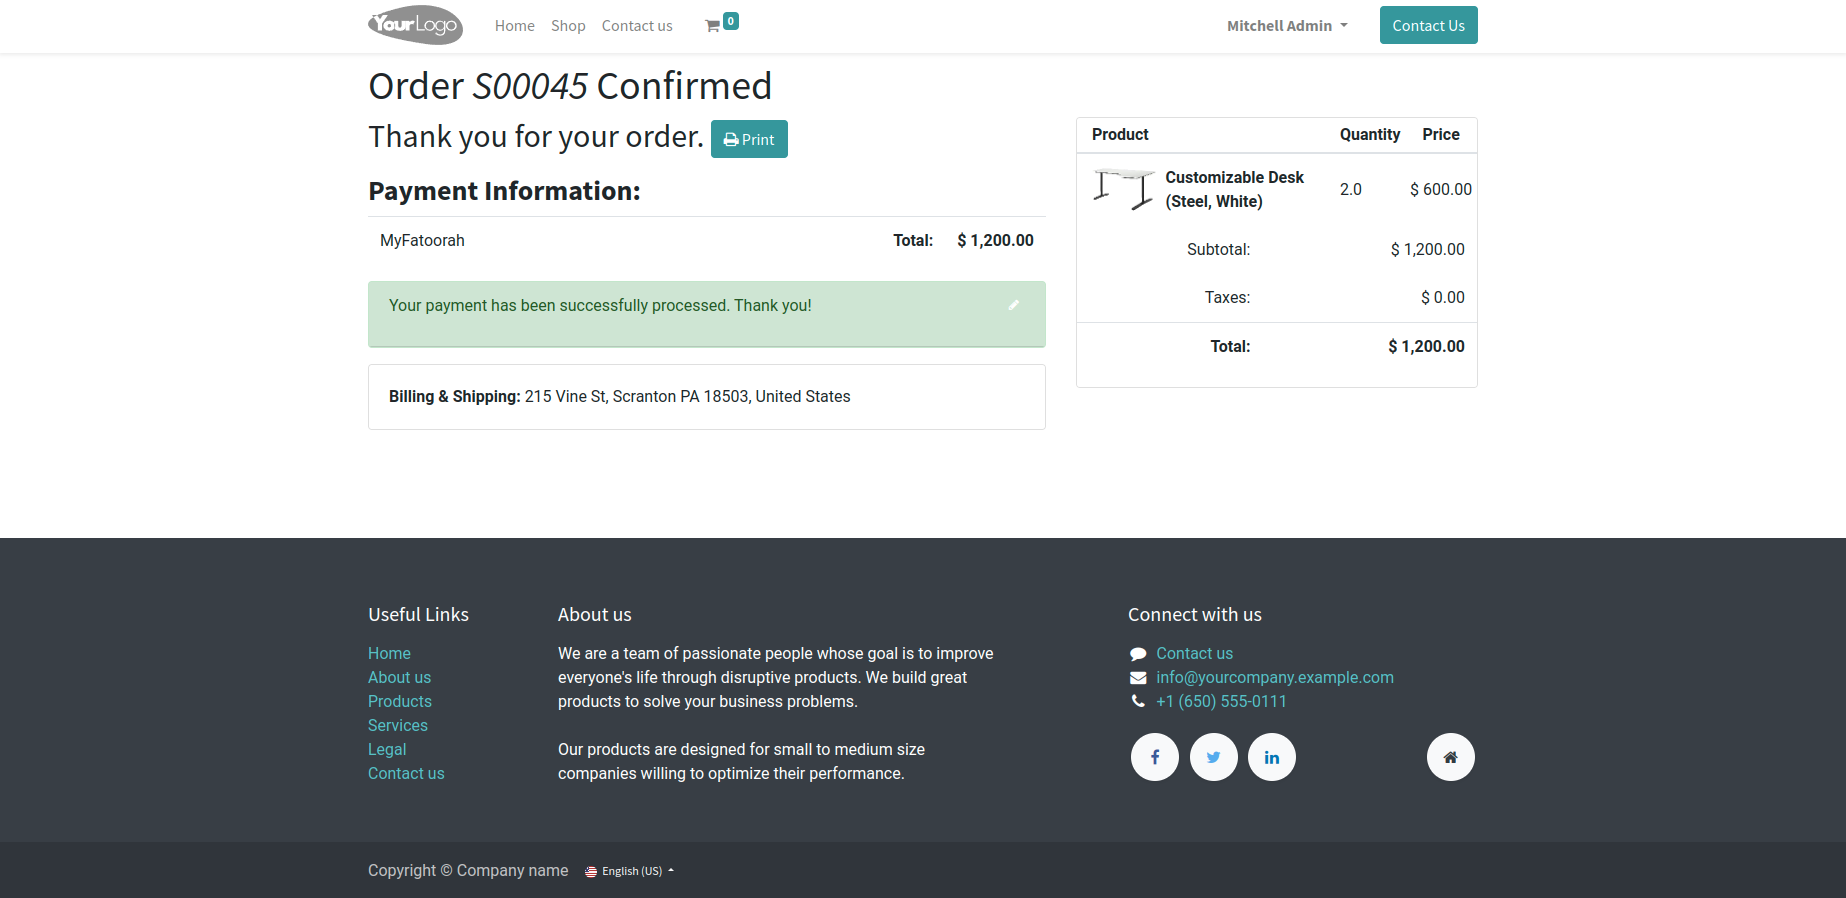 YourLogo
Home Shop Contact us 0
Mitchell Admin
Contact Us
Order S00045 Confirmed
Thank you for your order. Print
Payment Information:
MyFatoorah Total: $ 1,200.00
Your payment has been successfully processed. Thank you!
Billing & Shipping: 215 Vine St, Scranton PA 18503, United States
Product Quantity Price
Customizable Desk
(Steel, White) 2.0 $ 600.00
Subtotal: $ 1,200.00
Taxes: $ 0.00
Total: $ 1,200.00
Useful Links
Home
About us
Products
Services
Legal
Contact us
About us
We are a team of passionate people whose goal is to improve
everyone's life through disruptive products. We build great
products to solve your business problems.
Our products are designed for small to medium size
companies willing to optimize their performance.
Connect with us
Contact us
info@yourcompany.example.com
+1 (650) 555-0111
Copyright © Company name English (US)